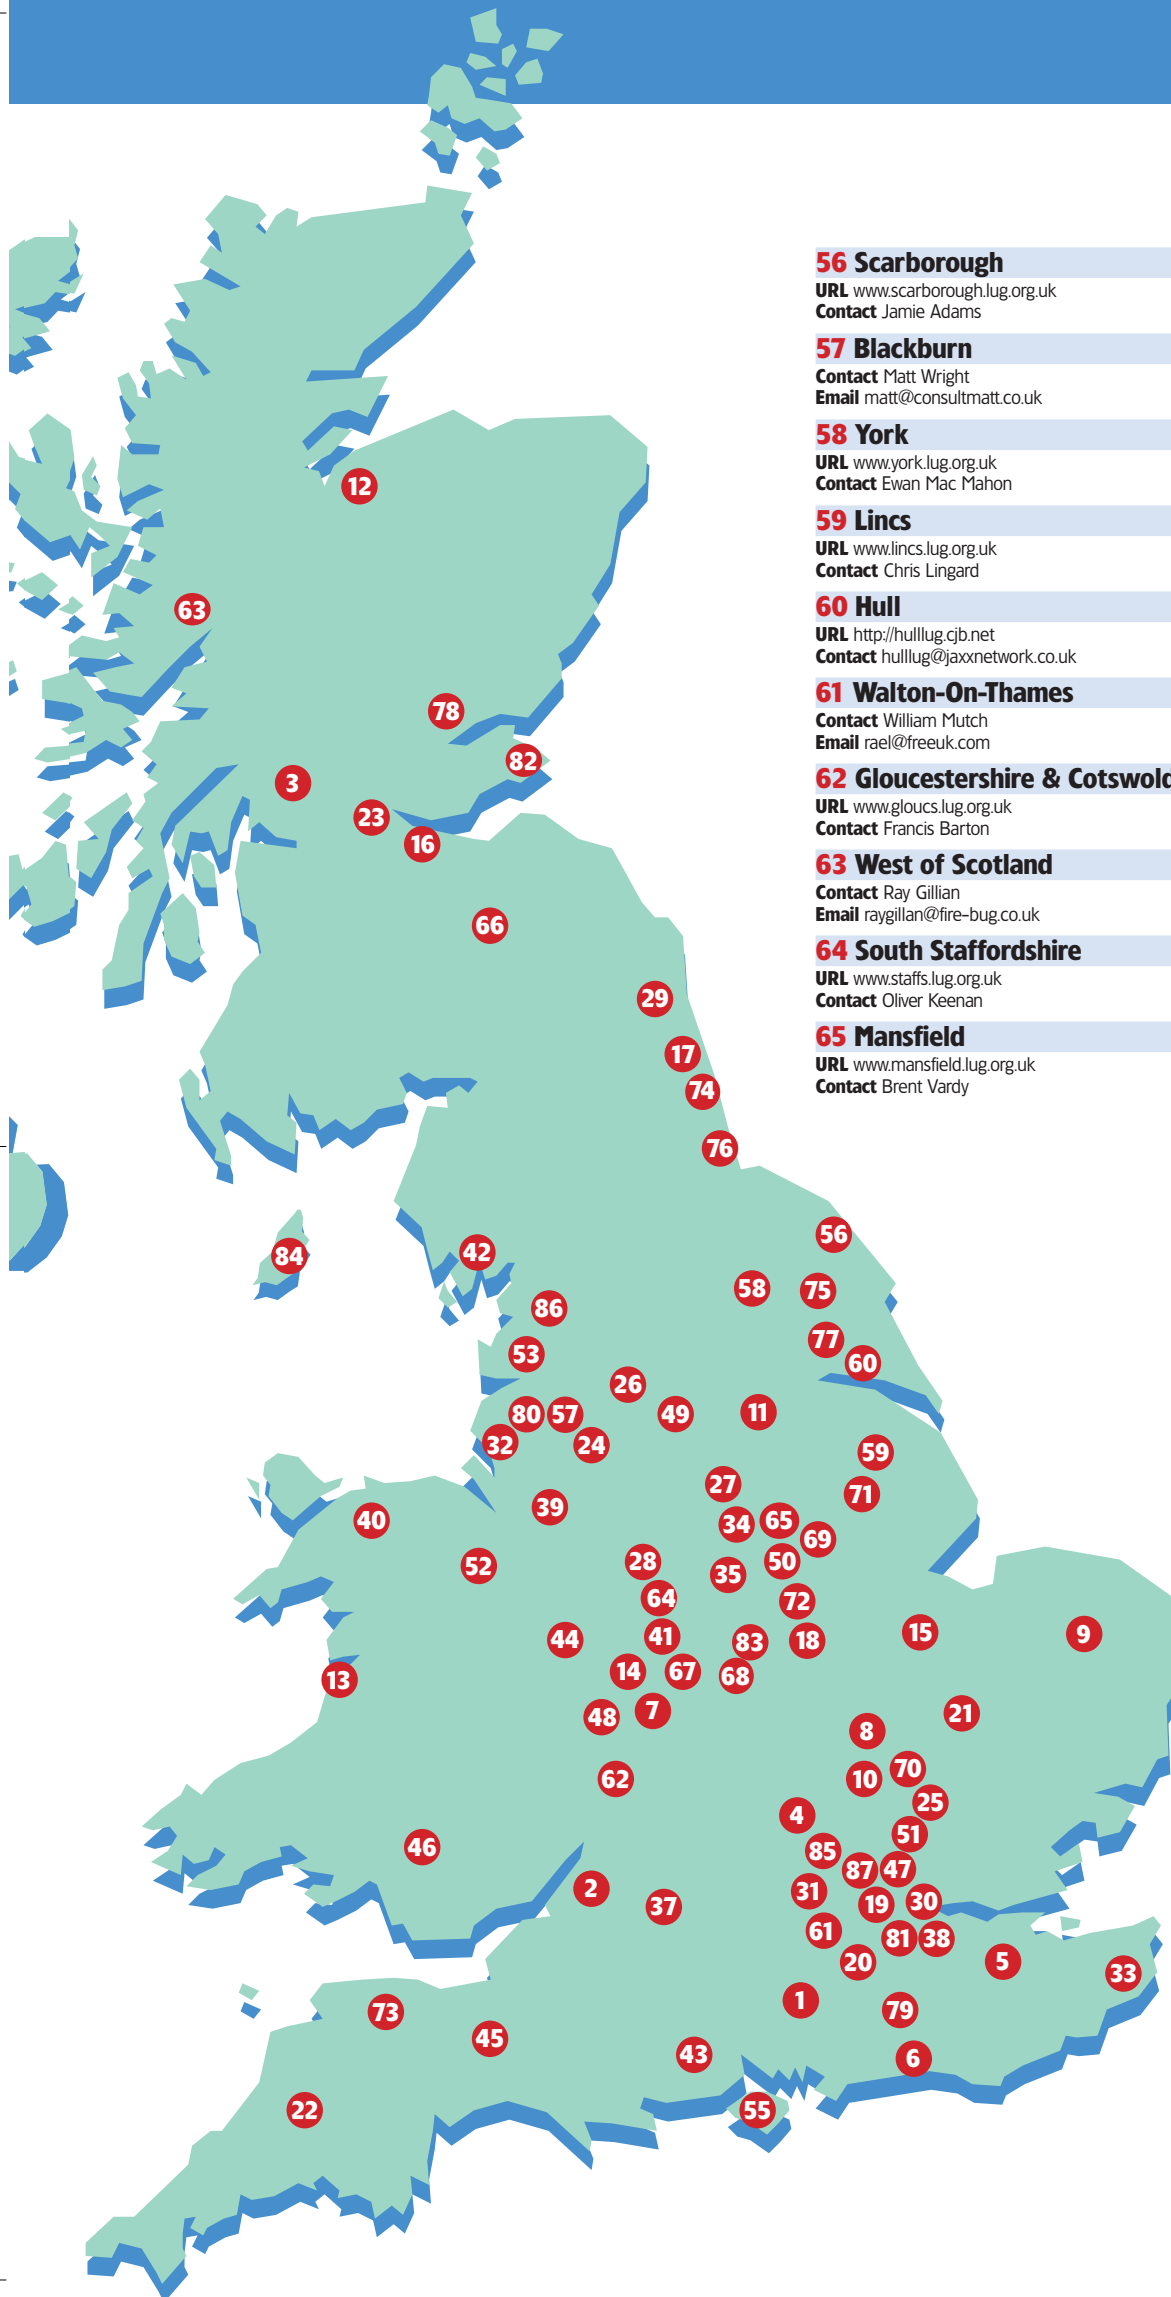 56 Scarborough
URL www.scarborough.lug.org.uk
Contact Jamie Adams
57 Blackburn
Contact Matt Wright
Email matt@consultmatt.co.uk
58 York
URL www.york.lug.org.uk
Contact Ewan Mac Mahon
59 Lincs
URL www.lincs.lug.org.uk
Contact Chris Lingard
60 Hull
URL http://hulllug.cjb.net
Contact hulllug@jaxxnetwork.co.uk
61 Walton-On-Thames
Contact William Mutch
Email rael@freeuk.com
62 Gloucestershire & Cotswold
URL www.gloucs.lug.org.uk
Contact Francis Barton
63 West of Scotland
Contact Ray Gillian
Email raygillan@fire-bug.co.uk
64 South Staffordshire
URL www.staffs.lug.org.uk
Contact Oliver Keenan
65 Mansfield
URL www.mansfield.lug.org.uk
Contact Brent Vardy
12
63
78
82
3
23
16
66
29
17
74
76
56
84
42
58
75
86
77
53
60
26
80 57
49
11
32
24
59
27
71
39
40
34
65
69
52
28
35
50
64
72
44
41
83
18
15
9
13
14
67
68
48
7
21
8
62
10
70
25
4
51
46
85
87
47
2
31
37
19
30
61
81 38
20
5
33
1
73
79
45
43
6
22
55